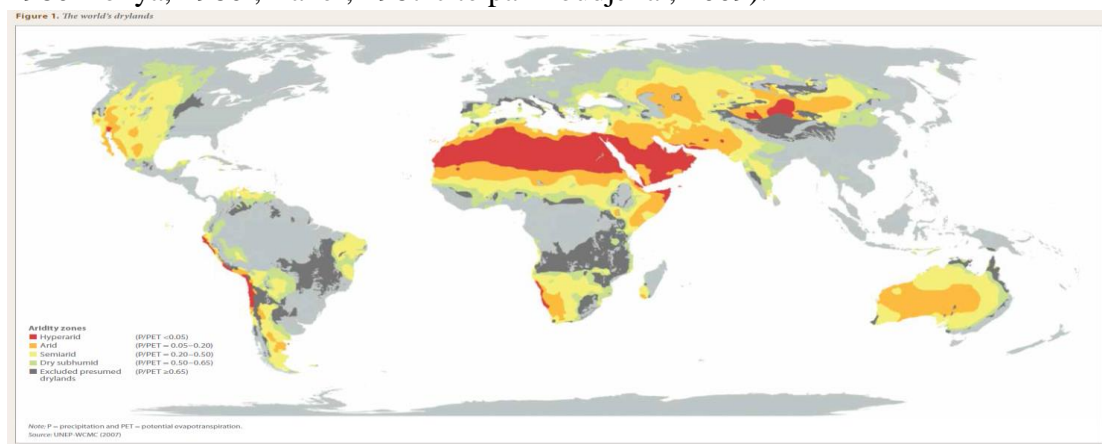 Figure 1. The world's drylands
Aridity zones
Hyperarid (P/PET <0.05)
Arid (P/PET = 0.05–0.20)
Semiarid (P/PET = 0.20–0.50)
Dry subhumid (P/PET = 0.50–0.65)
Excluded presumed (P/PET ≥0.65)
drylands
Note: P = precipitation and PET = potential evapotranspiration.
Source: UNEP-WCMC (2007)